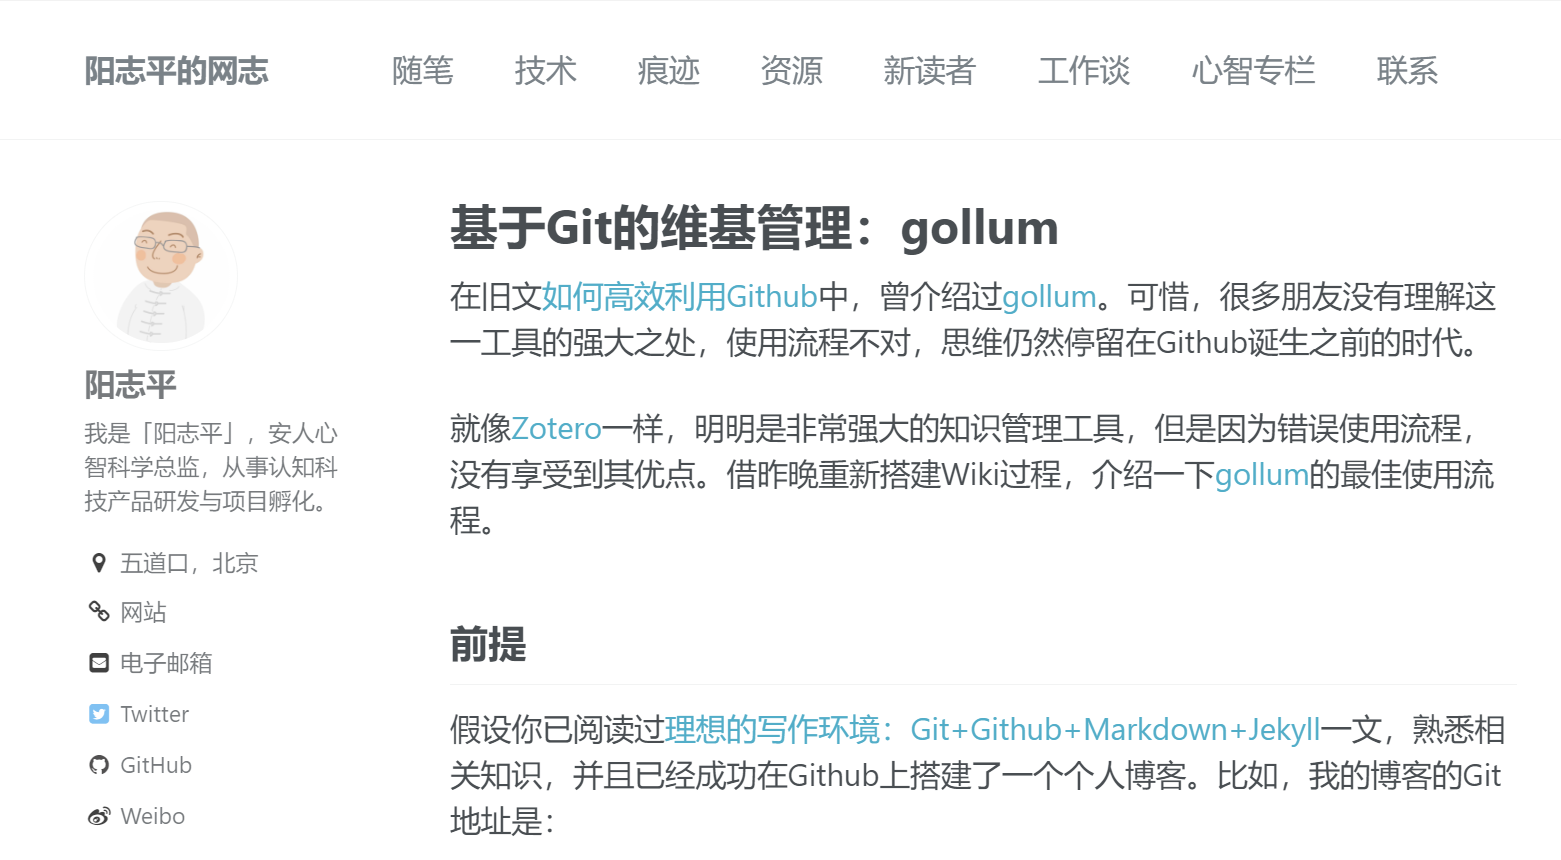 阳志平的网志 随笔 技术 痕迹 资源 新读者 工作谈 心智专栏 联系
阳志平
我是「阳志平」，安人心
智科学总监，从事认知科
技产品研发与项目孵化。
五道口，北京
网站
电子邮箱
Twitter
GitHub
Weibo
基于Git的维基管理：gollum
在旧文如何高效利用Github中，曾介绍过gollum。可惜，很多朋友没有理解这
一工具的强大之处，使用流程不对，思维仍然停留在Github诞生之前的时代。
就像Zotero一样，明明是非常强大的知识管理工具，但是因为错误使用流程，
没有享受到其优点。借昨晚重新搭建Wiki过程，介绍一下gollum的最佳使用流
程。
前提
假设你已阅读过理想的写作环境：Git+Github+Markdown+Jekyll一文，熟悉相
关知识，并且已经成功在Github上搭建了一个个人博客。比如，我的博客的Git
地址是：